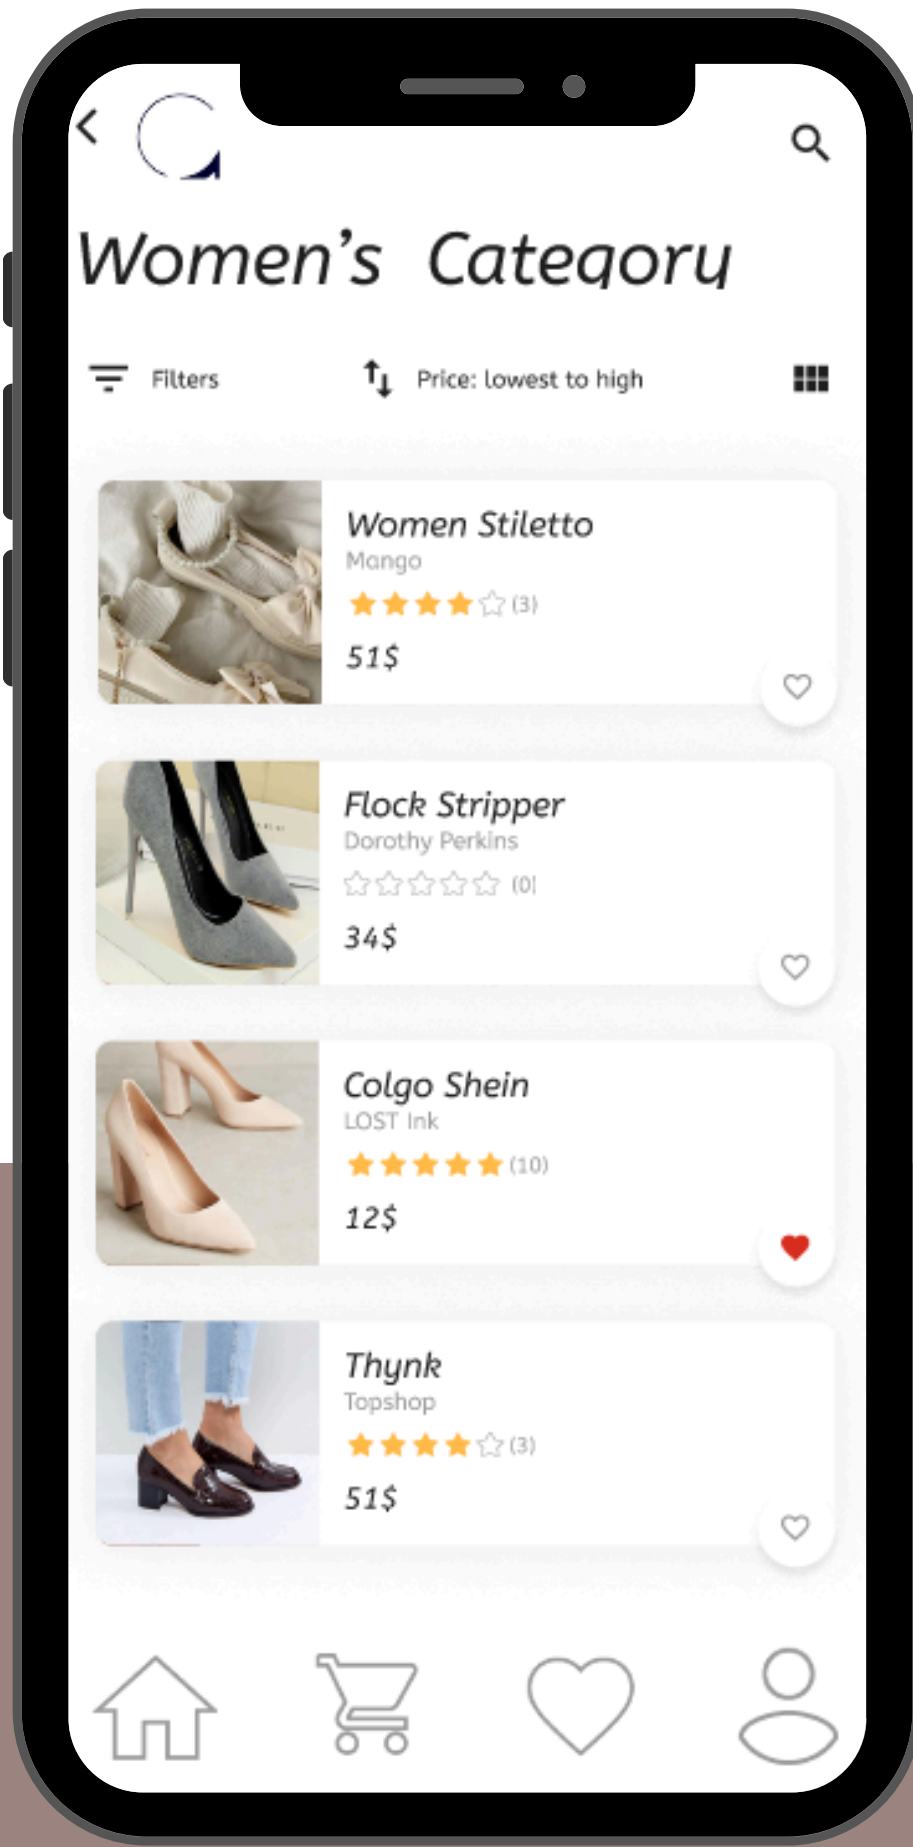 Women's Category
Filters
Price: lowest to high
Women Stiletto
Mango
(3)
51$
Flock Stripper
Dorothy Perkins
(0)
34$
Colgo Shein
LOST Ink
(10)
12$
Thynk
Topshop
(3)
51$